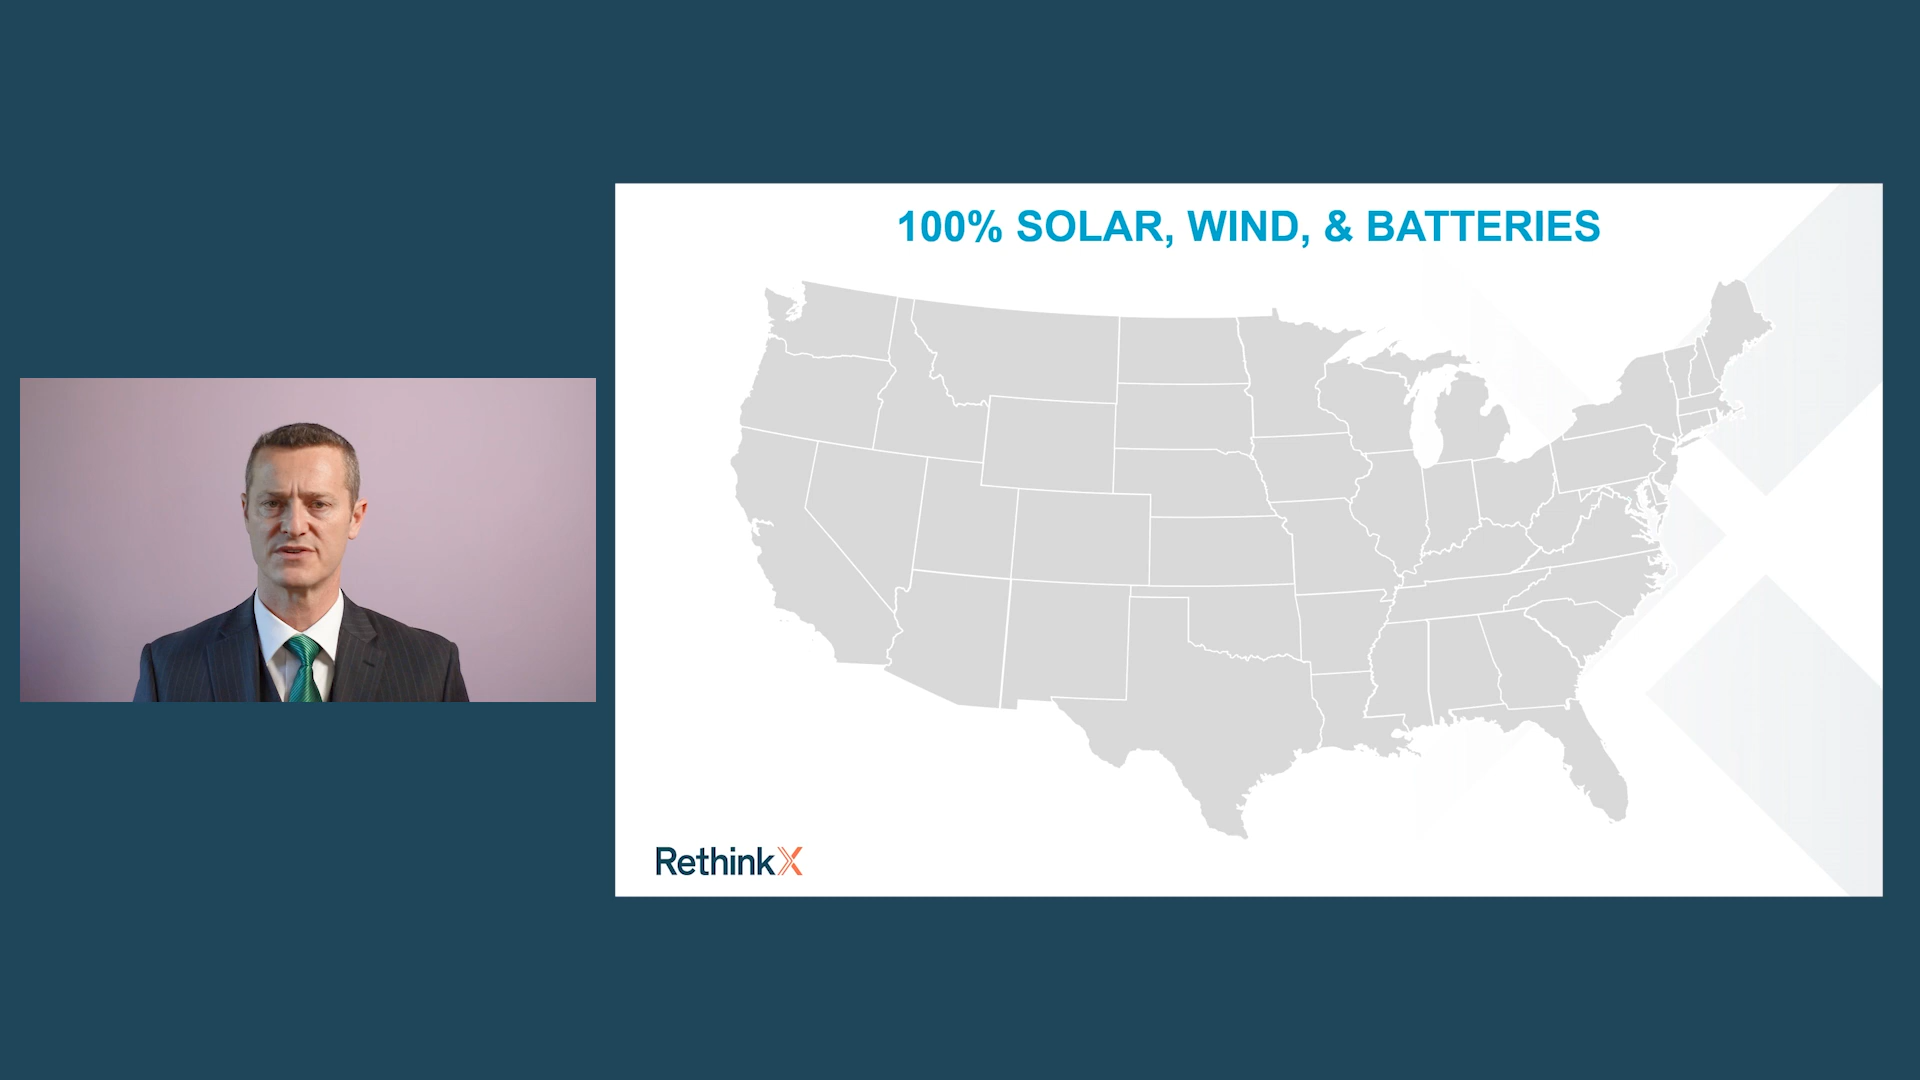 100% SOLAR, WIND, & BATTERIES
RethinkX